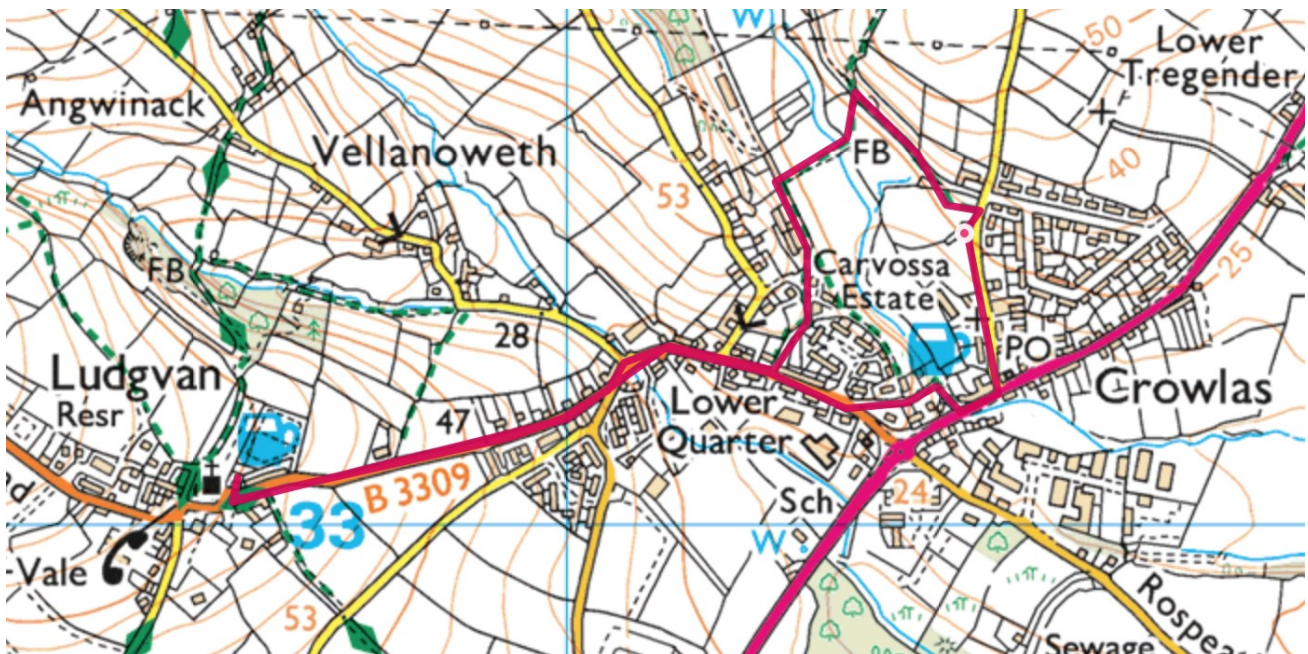 W
50
Lower
Tregender
Angwinack
Vellanoweth
FB
40
53
Carvossa
Estate
FB
25
28
PO
Ludgvan
Resr
47
Lower
Quarter
Crowlas
B 3309
24
33
Sch
W
Vale
53
Rospea
Sewage